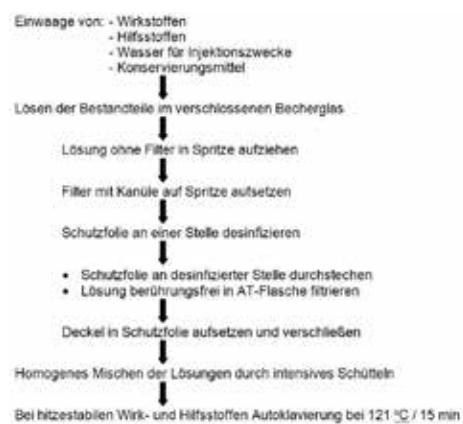 Einwaage von: - Wirkstoffen
- Hilfsstoffen
- Wasser für Injektionszwecke
- Konservierungsmittel
Lösen der Bestandteile im verschlossenen Becherglas
Lösung ohne Filter in Spritze aufziehen
Filter mit Kanüle auf Spritze aufsetzen
Schutzfolie an einer Stelle desinfizieren
• Schutzfolie an desinfizierter Stelle durchstechen
• Lösung berührungsfrei in AT-Flasche filtrieren
Deckel in Schutzfolie aufsetzen und verschließen
Homogenes Mischen der Lösungen durch intensives Schütteln
Bei hitzestabilen Wirk- und Hilfsstoffen Autoklavierung bei 121 °C / 15 min